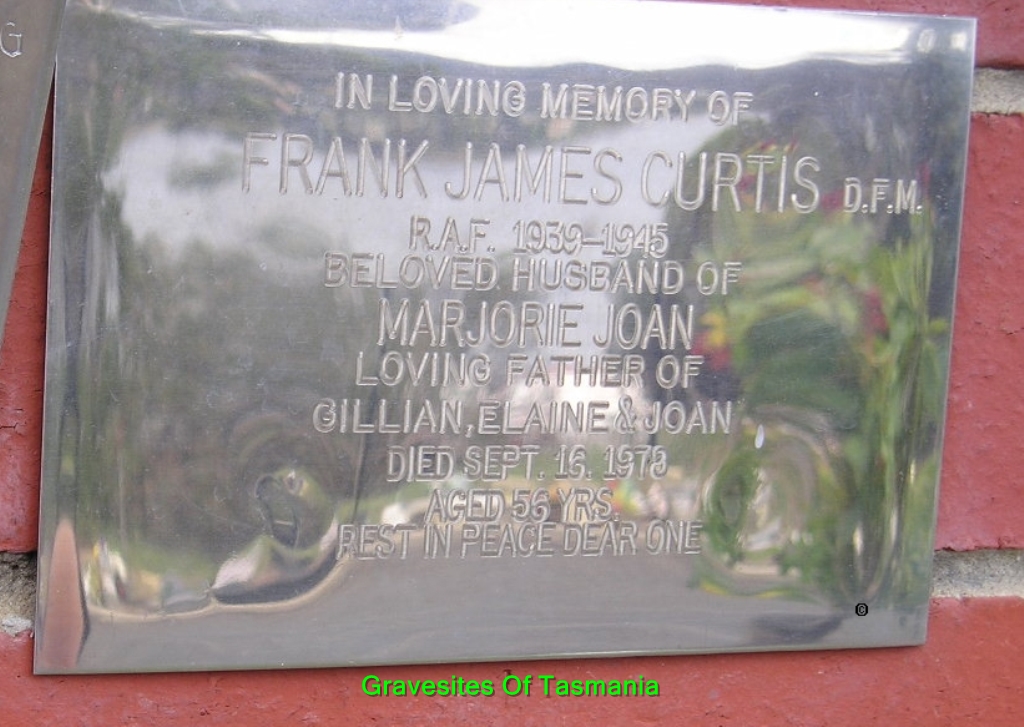 G
IN LOVING MEMORY OF
FRANK JAMES CURTIS D.F.M.
R.A.F. 1939-1945
BELOVED HUSBAND OF
MARJORIE JOAN
LOVING FATHER OF
GILLIAN, ELAINE & JOAN
DIED SEPT. 16. 1978
AGED 56 YRS.
REST IN PEACE DEAR ONE
©
Gravesites Of Tasmania